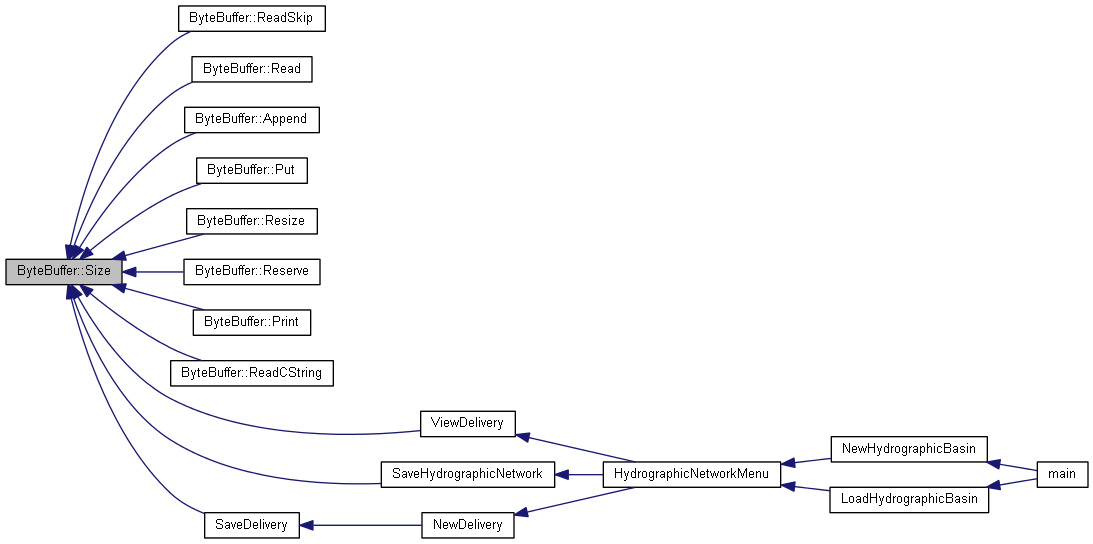 ByteBuffer::ReadSkip
ByteBuffer::Read
ByteBuffer::Append
ByteBuffer::Put
ByteBuffer::Resize
ByteBuffer::Size
ByteBuffer::Reserve
ByteBuffer::Print
ByteBuffer::ReadCString
ViewDelivery
NewHydrographicBasin
SaveHydrographicNetwork
HydrographicNetworkMenu
main
LoadHydrographicBasin
SaveDelivery
NewDelivery